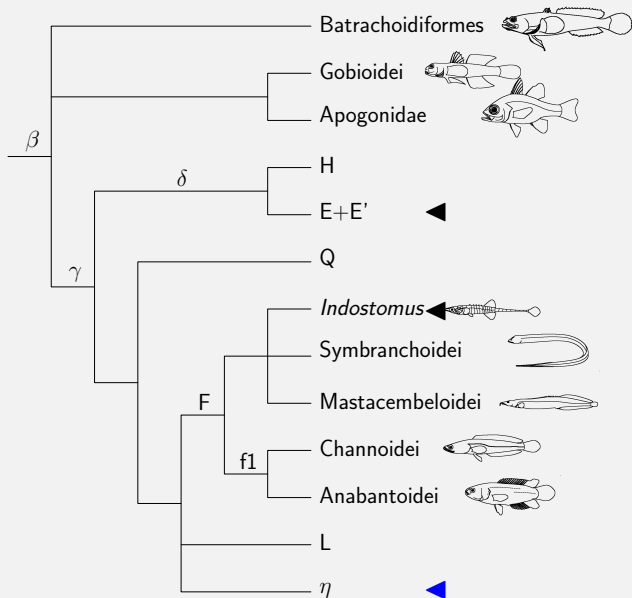 Batrachoidiformes
Gobioidei
Apogonidae
β
δ
H
E+E'
γ
Q
Indostomus
Symbranchoidei
F
Mastacembeloidei
f1
Channoidei
Anabantoidei
L
η